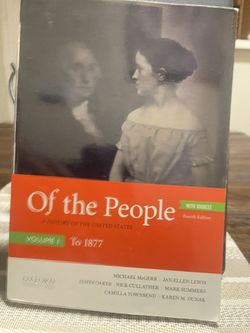 Of the People
WITH SOURCES
Fourth Edition
A HISTORY OF THE UNITED STATES
VOLUME I To 1877
MICHAEL McGERR JAN ELLEN LEWIS
JAMES OAKES NICK CULLATHER MARK SUMMERS
CAMILLA TOWNSEND KAREN M. DUNAK
OXFORD